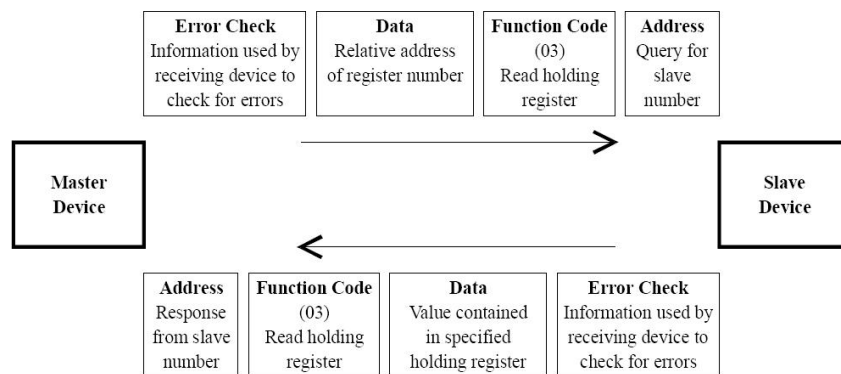 Error Check
Information used by
receiving device to
check for errors
Data
Relative address
of register number
Function Code
(03)
Read holding
register
Address
Query for
slave
number
Master
Device
Slave
Device
Address
Response
from slave
number
Function Code
(03)
Read holding
register
Data
Value contained
in specified
holding register
Error Check
Information used by
receiving device to
check for errors